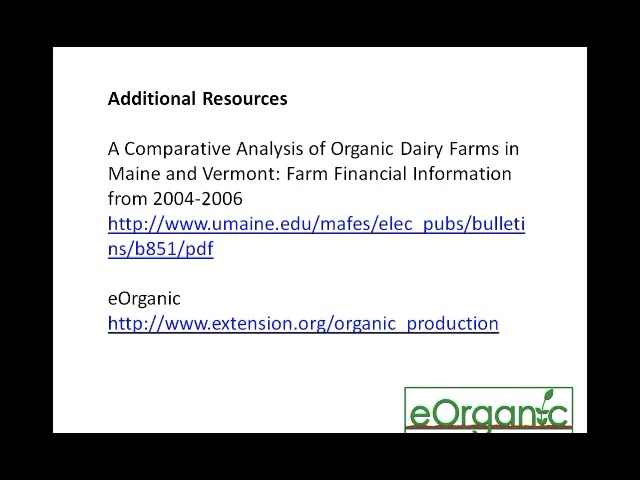 Additional Resources
A Comparative Analysis of Organic Dairy Farms in
Maine and Vermont: Farm Financial Information
from 2004-2006
http://www.umaine.edu/mafes/elec_pubs/bulleti
ns/b851/pdf
eOrganic
http://www.extension.org/organic_production
eOrganic